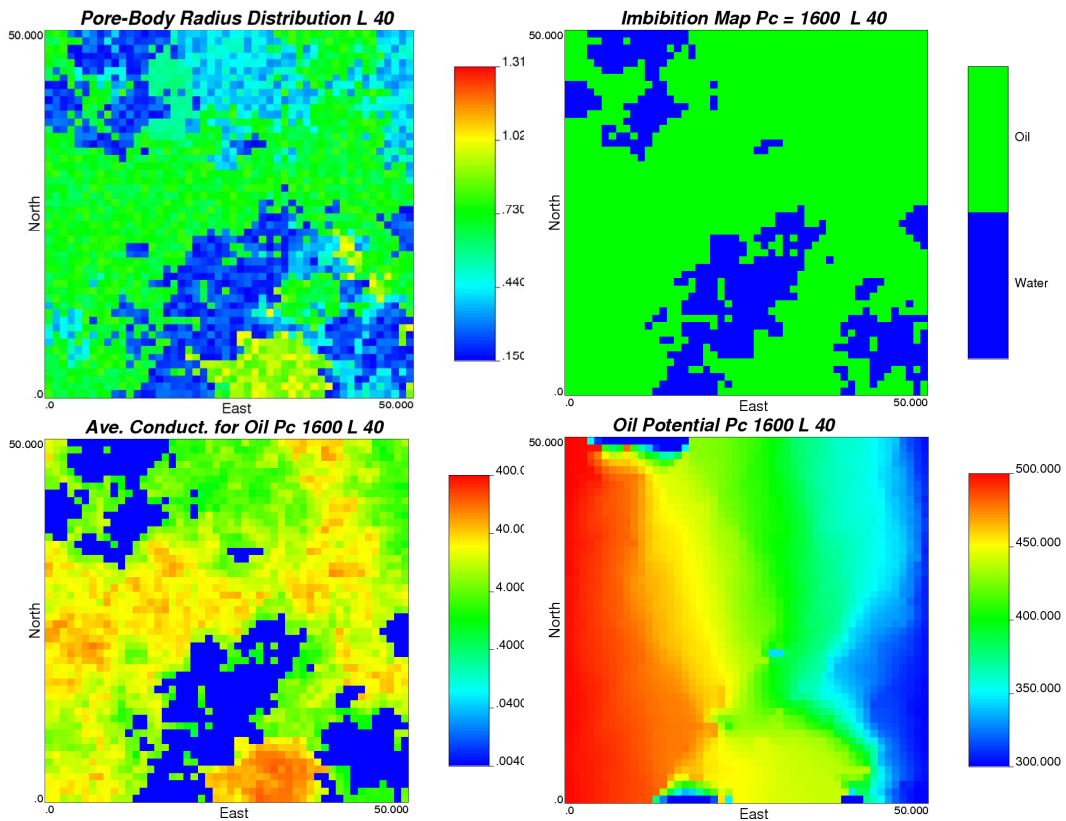 Pore-Body Radius Distribution L 40
50.000
North
.0
.0
East
50.000
1.31
1.02
.730
.440
.150
Imbibition Map Pc = 1600 L 40
50.000
North
.0
.0
East
50.000
Oil
Water
Ave. Conduct. for Oil Pc 1600 L 40
50.000
North
.0
.0
East
50.000
400.0
40.00
4.000
.4000
.0400
.0040
Oil Potential Pc 1600 L 40
50.000
North
.0
.0
East
50.000
500.000
450.000
400.000
350.000
300.000